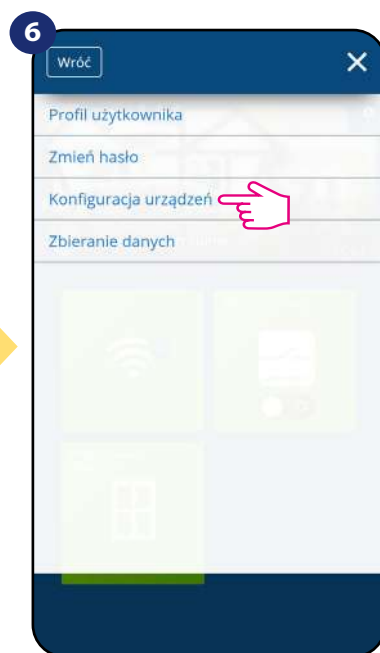 6
Wróć
Profil użytkownika
Zmień hasło
Konfiguracja urządzeń
Zbieranie danych